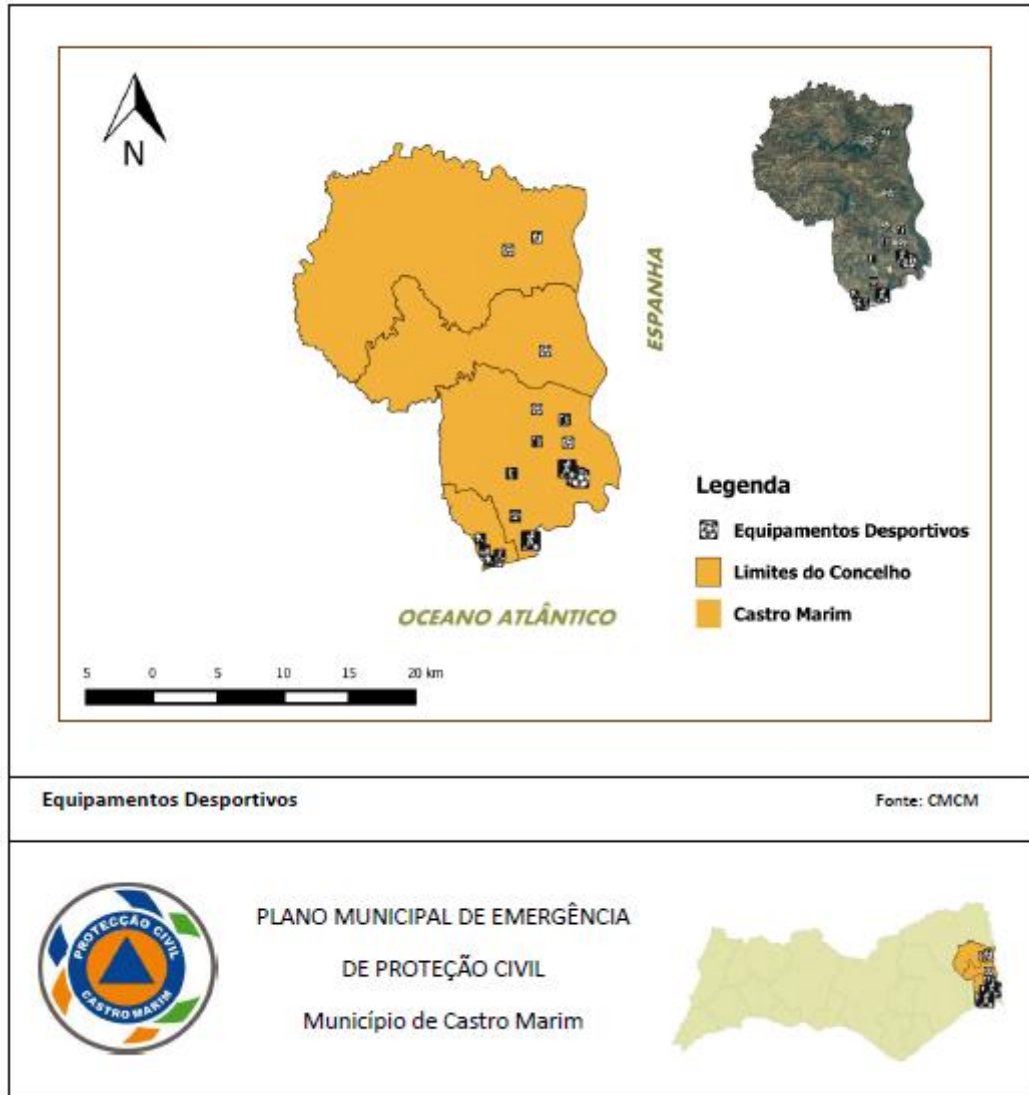 N
ESPANHA
Legenda
Equipamentos Desportivos
Limites do Concelho
Castro Marim
OCEANO ATLÂNTICO
5 0 5 10 15 20 km
Equipamentos Desportivos
Fonte: CMCM
PROTECÇÃO CIVIL
CASTRO MARIM
PLANO MUNICIPAL DE EMERGÊNCIA
DE PROTEÇÃO CIVIL
Município de Castro Marim